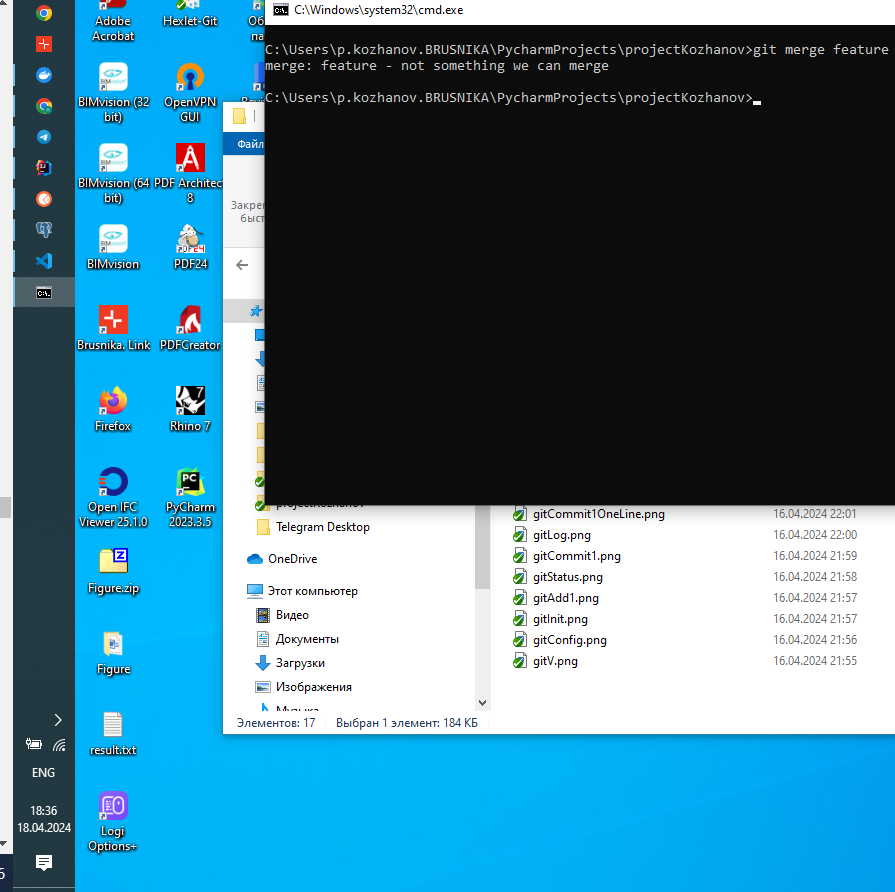 C:\Windows\system32\cmd.exe
C:\Users\p.kozhanov.BRUSNIKA\PycharmProjects\projectKozhanov>git merge feature
merge: feature - not something we can merge
C:\Users\p.kozhanov.BRUSNIKA\PycharmProjects\projectKozhanov>
Adobe
Acrobat
Hexlet-Git
BIMvision (32
bit)
OpenVPN
GUI
BIMvision (64
bit)
PDF Architec
8
BIMvision
PDF24
Brusnika. Link
PDFCreator
Firefox
Rhino 7
Open IFC
Viewer 25.1.0
PyCharm
2023.3.5
Figure.zip
Figure
result.txt
Logi
Options+
Файл
Закре
быст
projectKozhanov
Telegram Desktop
OneDrive
Этот компьютер
Видео
Документы
Загрузки
Изображения
Музыка
gitCommit1OneLine.png 16.04.2024 22:01
gitLog.png 16.04.2024 22:00
gitCommit1.png 16.04.2024 21:59
gitStatus.png 16.04.2024 21:58
gitAdd1.png 16.04.2024 21:57
gitInit.png 16.04.2024 21:57
gitConfig.png 16.04.2024 21:56
gitV.png 16.04.2024 21:55
Элементов: 17 Выбран 1 элемент: 184 КБ
ENG
18:36
18.04.2024